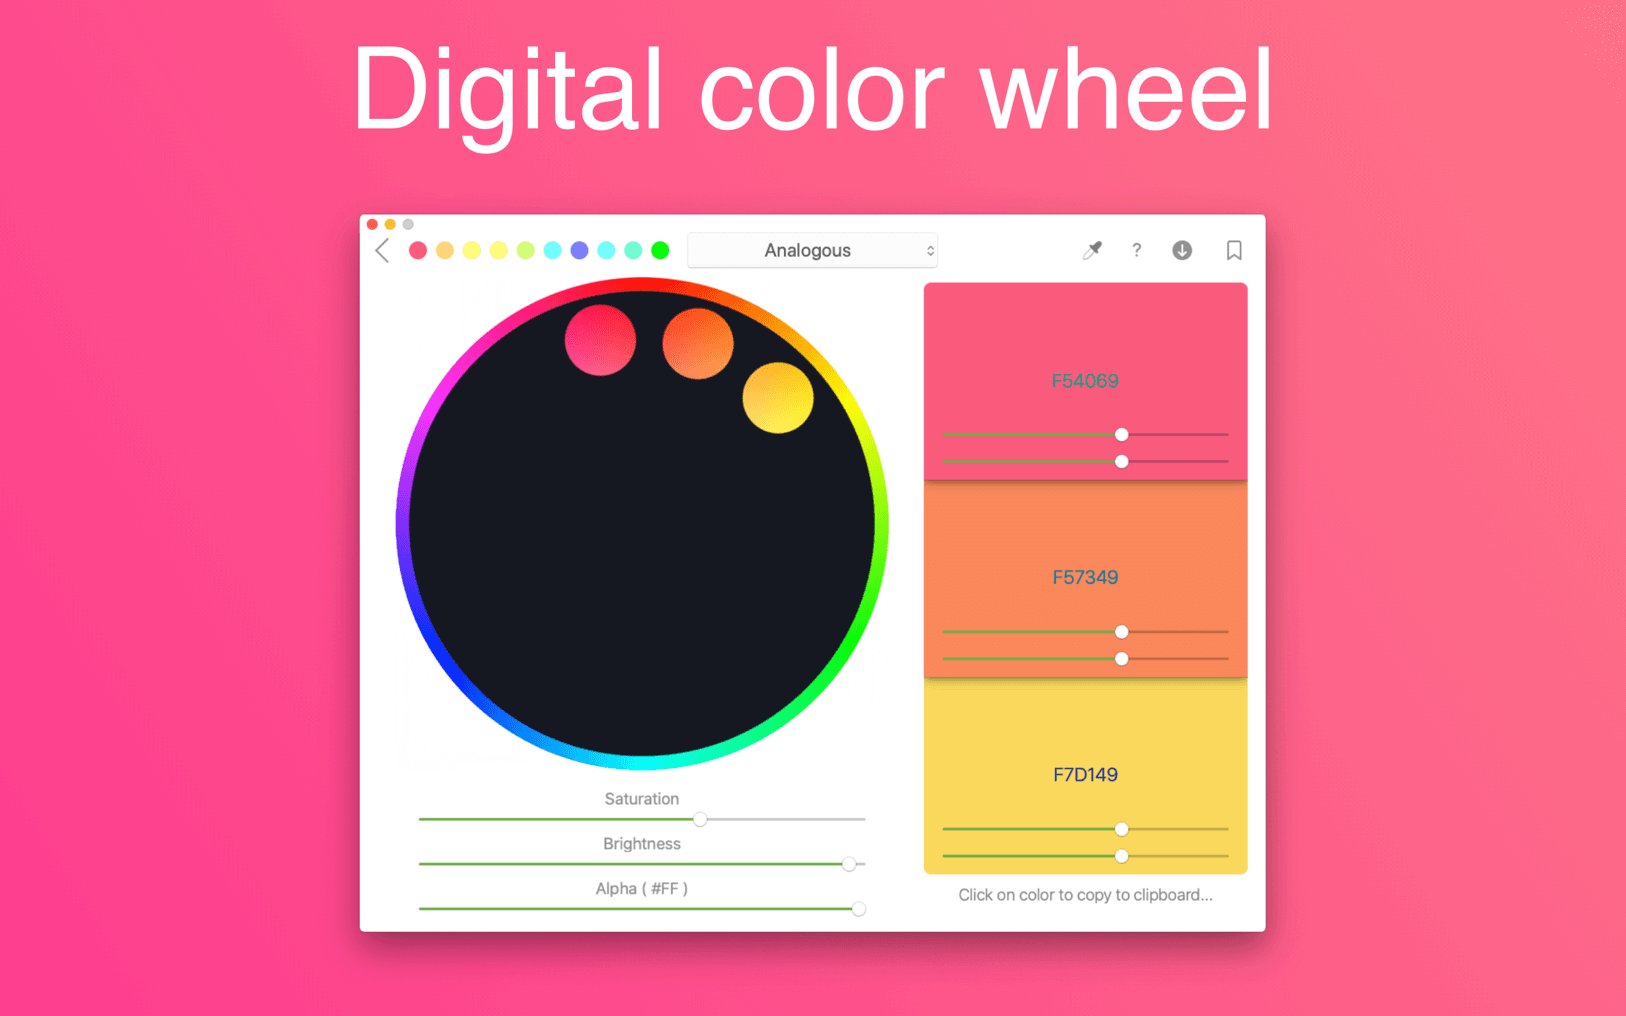 Digital color wheel
Analogous
?
F54069
F57349
F7D149
Saturation
Brightness
Alpha ( #FF )
Click on color to copy to clipboard...